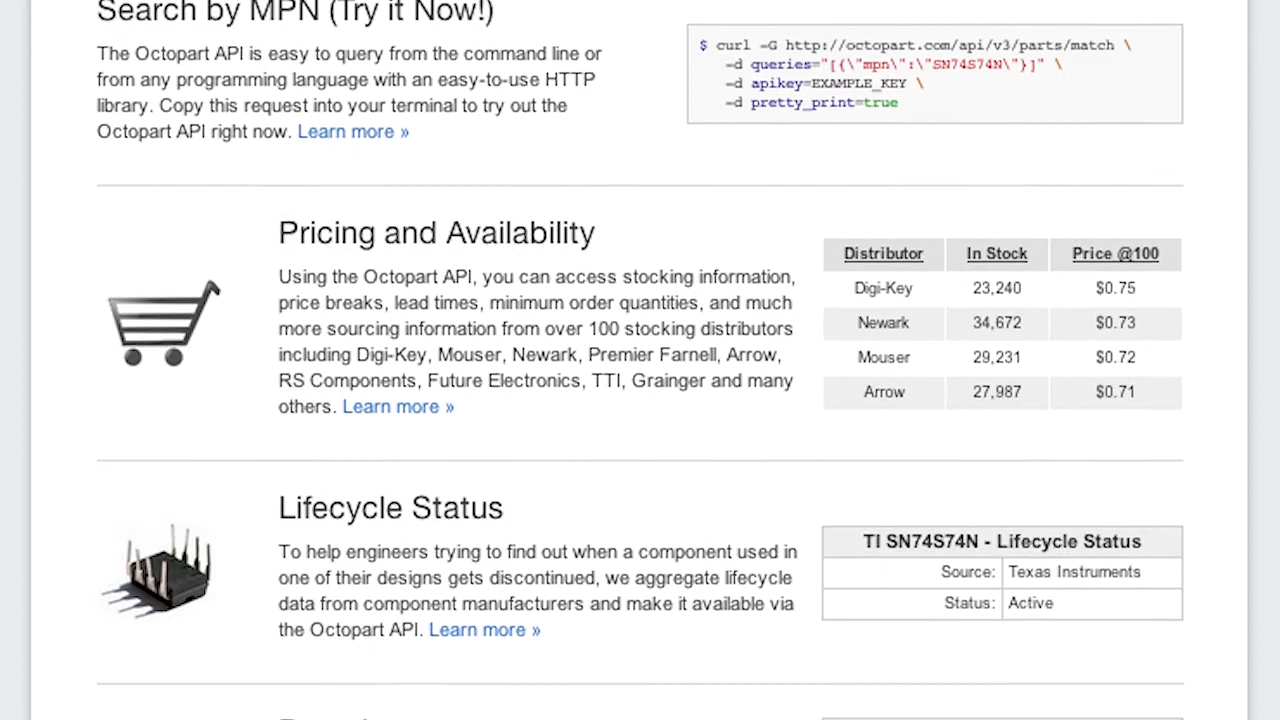 Search by MPN (Try it Now!)
The Octopart API is easy to query from the command line or
from any programming language with an easy-to-use HTTP
library. Copy this request into your terminal to try out the
Octopart API right now. Learn more »
$ curl -G http://octopart.com/api/v3/parts/match \
-d queries="[{\"mpn\":\"SN74S74N\"}]" \
-d apikey=EXAMPLE_KEY \
-d pretty_print=true
Pricing and Availability
Using the Octopart API, you can access stocking information,
price breaks, lead times, minimum order quantities, and much
more sourcing information from over 100 stocking distributors
including Digi-Key, Mouser, Newark, Premier Farnell, Arrow,
RS Components, Future Electronics, TTI, Grainger and many
others. Learn more »
Distributor In Stock Price @100
Digi-Key 23,240 $0.75
Newark 34,672 $0.73
Mouser 29,231 $0.72
Arrow 27,987 $0.71
Lifecycle Status
To help engineers trying to find out when a component used in
one of their designs gets discontinued, we aggregate lifecycle
data from component manufacturers and make it available via
the Octopart API. Learn more »
TI SN74S74N - Lifecycle Status
Source: Texas Instruments
Status: Active